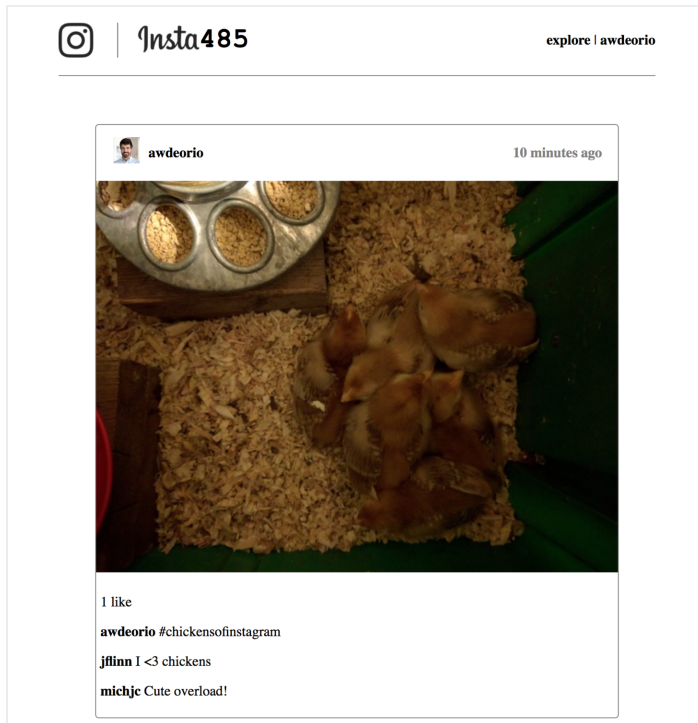 Insta485
explore | awdeorio
awdeorio
10 minutes ago
1 like
awdeorio #chickensofinstagram
jflinn I <3 chickens
michjc Cute overload!